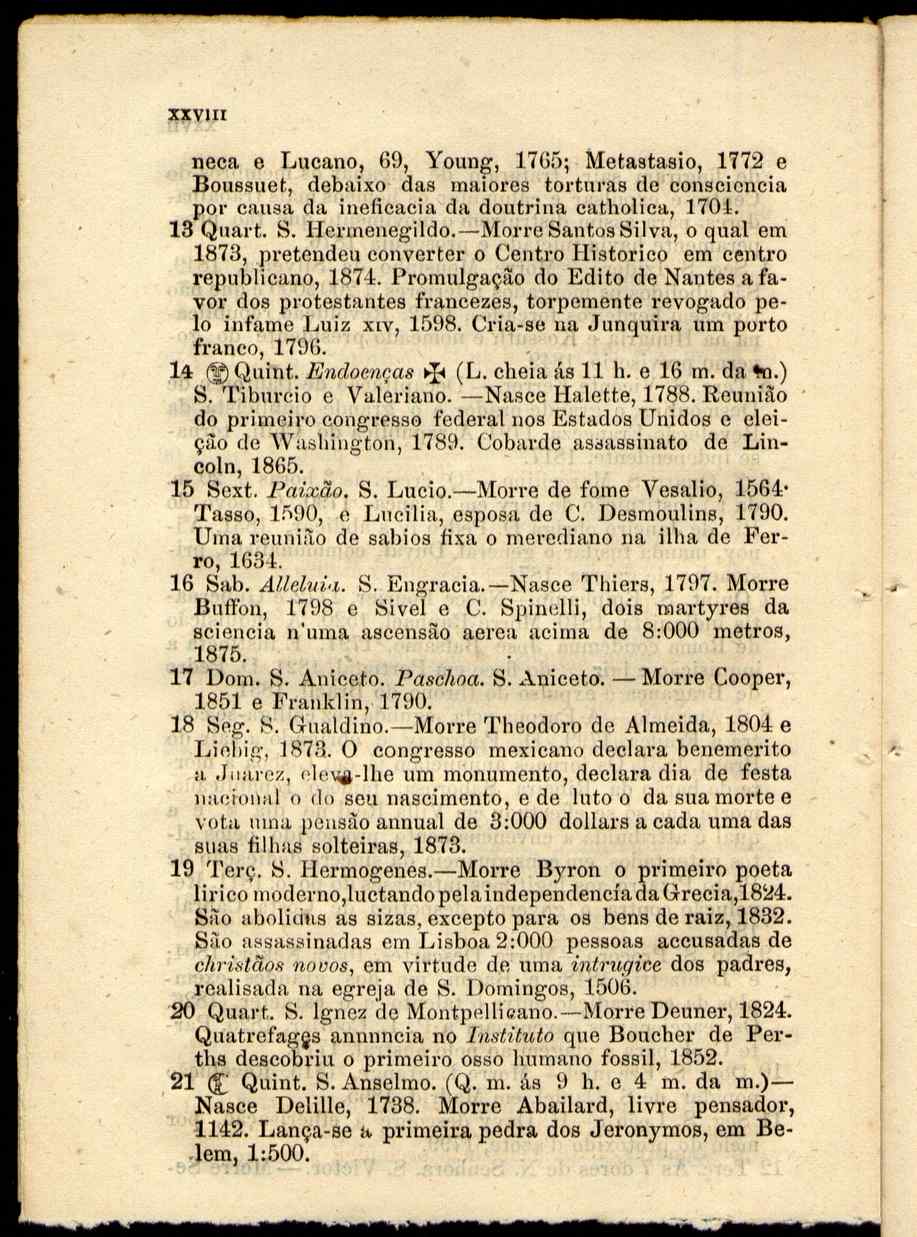 XXVIII
neca e Lucano, 69, Young, 1765; Metastasio, 1772 e
Boussuet, debaixo das maiores torturas de consciencia
por causa da ineficacia da doutrina catholica, 1704.
13 Quart. S. Hermenegildo.—Morre Santos Silva, o qual em
1873, pretendeu converter o Centro Historico em centro
republicano, 1874. Promulgação do Edito de Nantes a fa-
vor dos protestantes francezes, torpemente revogado pe-
lo infame Luiz XIV, 1598. Cria-se na Junquira um porto
franco, 1796.
14 Quint. Endoenças ✠ (L. cheia ás 11 h. e 16 m. da m.)
S. Tiburcio e Valeriano. —Nasce Halette, 1788. Reunião
do primeiro congresso federal nos Estados Unidos e elei-
ção de Washington, 1789. Cobarde assassinato de Lin-
coln, 1865.
15 Sext. Paixão. S. Lucio.—Morre de fome Vesalio, 1564·
Tasso, 1590, e Lucilia, esposa de C. Desmoulins, 1790.
Uma reunião de sabios fixa o merediano na ilha de Fer-
ro, 1634.
16 Sab. Alleluia. S. Engracia.—Nasce Thiers, 1797. Morre
Buffon, 1798 e Sivel e C. Spinelli, dois martyres da
sciencia n'uma ascensão aerea acima de 8:000 metros,
1875.
17 Dom. S. Aniceto. Paschoa. S. Aniceto. — Morre Cooper,
1851 e Franklin, 1790.
18 Seg. S. Gualdino.—Morre Theodoro de Almeida, 1804 e
Liebig, 1873. O congresso mexicano declara benemerito
a Juarez, eleva-lhe um monumento, declara dia de festa
nacional o do seu nascimento, e de luto o da sua morte e
vota uma pensão annual de 3:000 dollars a cada uma das
suas filhas solteiras, 1873.
19 Terç. S. Hermogenes.—Morre Byron o primeiro poeta
lirico moderno, luctando pela independencia da Grecia, 1824.
São abolidas as sizas, excepto para os bens de raiz, 1832.
São assassinadas em Lisboa 2:000 pessoas accusadas de
christãos novos, em virtude de uma intrugice dos padres,
realisada na egreja de S. Domingos, 1506.
20 Quart. S. Ignez de Montpellicano.—Morre Deuner, 1824.
Quatrefages annnncia no Instituto que Boucher de Per-
ths descobriu o primeiro osso humano fossil, 1852.
21 Quint. S. Anselmo. (Q. m. ás 9 h. e 4 m. da m.)—
Nasce Delille, 1738. Morre Abailard, livre pensador,
1142. Lança-se a primeira pedra dos Jeronymos, em Be-
lem, 1:500.